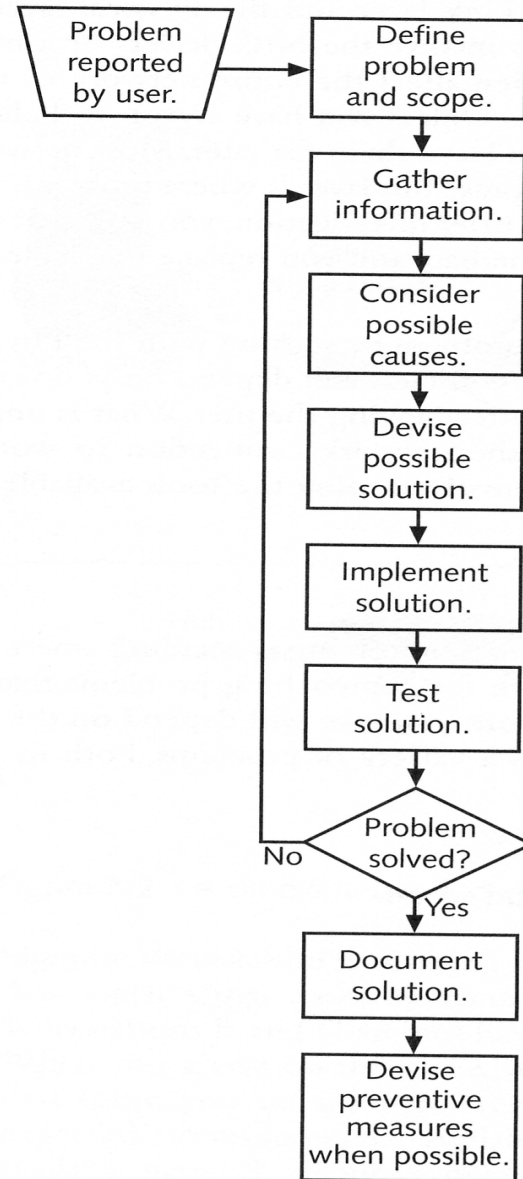 Problem
reported
by user.
Define
problem
and scope.
Gather
information.
Consider
possible
causes.
Devise
possible
solution.
Implement
solution.
Test
solution.
Problem
solved?
No
Yes
Document
solution.
Devise
preventive
measures
when possible.